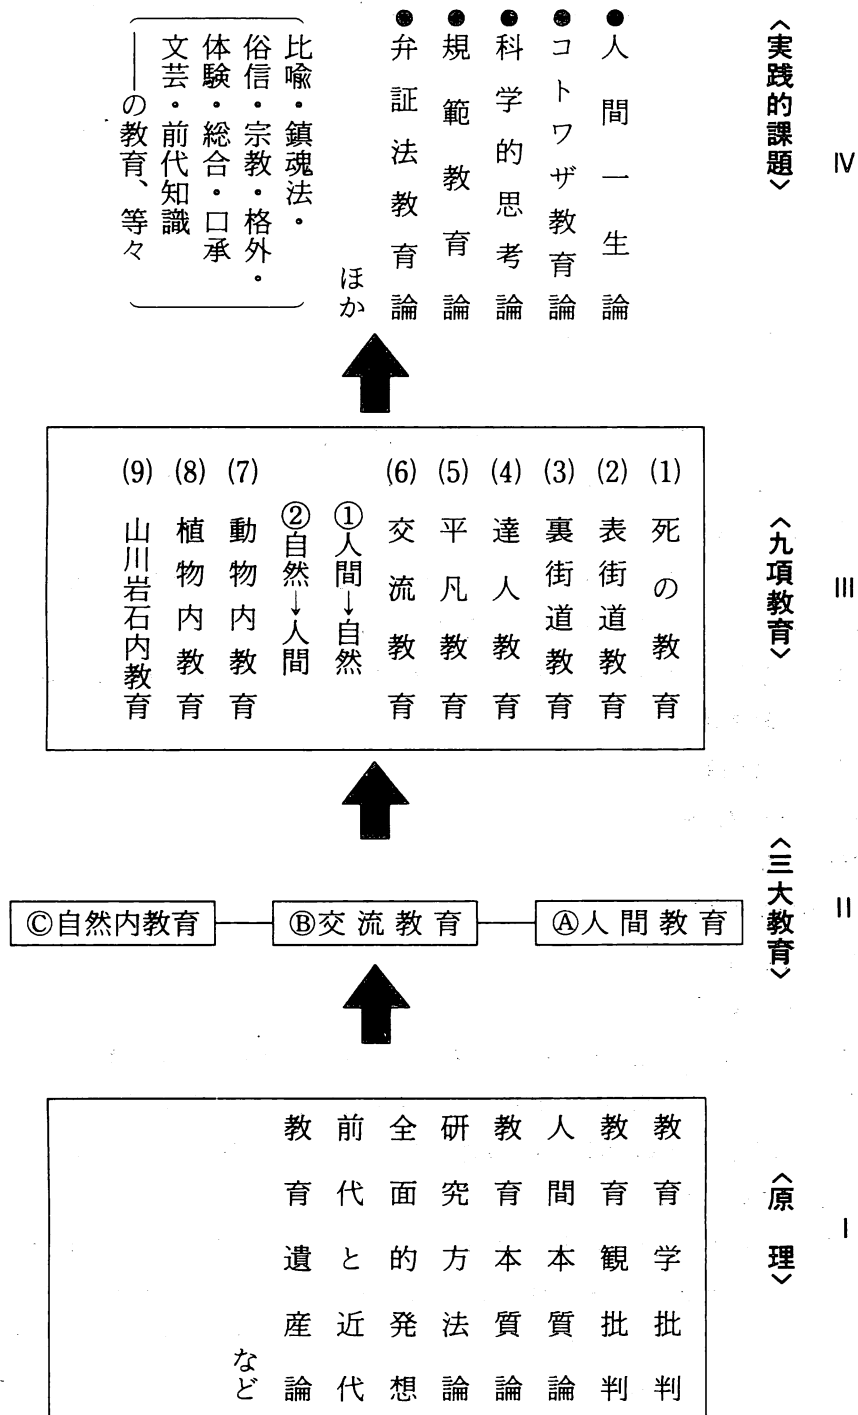 Ⅳ
〈実践的課題〉
●人間一生論
●コトワザ教育論
●科学的思考論
●規範教育論
●弁証法教育論
ほか
比喩・鎮魂法・
俗信・宗教・格外・
体験・総合・口承
文芸・前代知識
――の教育、等々
Ⅲ
〈九項教育〉
(1)死の教育
(2)表街道教育
(3)裏街道教育
(4)達人教育
(5)平凡教育
(6)交流教育
①人間→自然
②自然→人間
(7)動物内教育
(8)植物内教育
(9)山川岩石内教育
Ⅱ
〈三大教育〉
Ⓐ人間教育
Ⓑ交流教育
Ⓒ自然内教育
Ⅰ
〈原理〉
教育学批判
教育観批判
人間本質論
教育本質論
研究方法論
全面的発想
前代と近代
教育遺産論
など